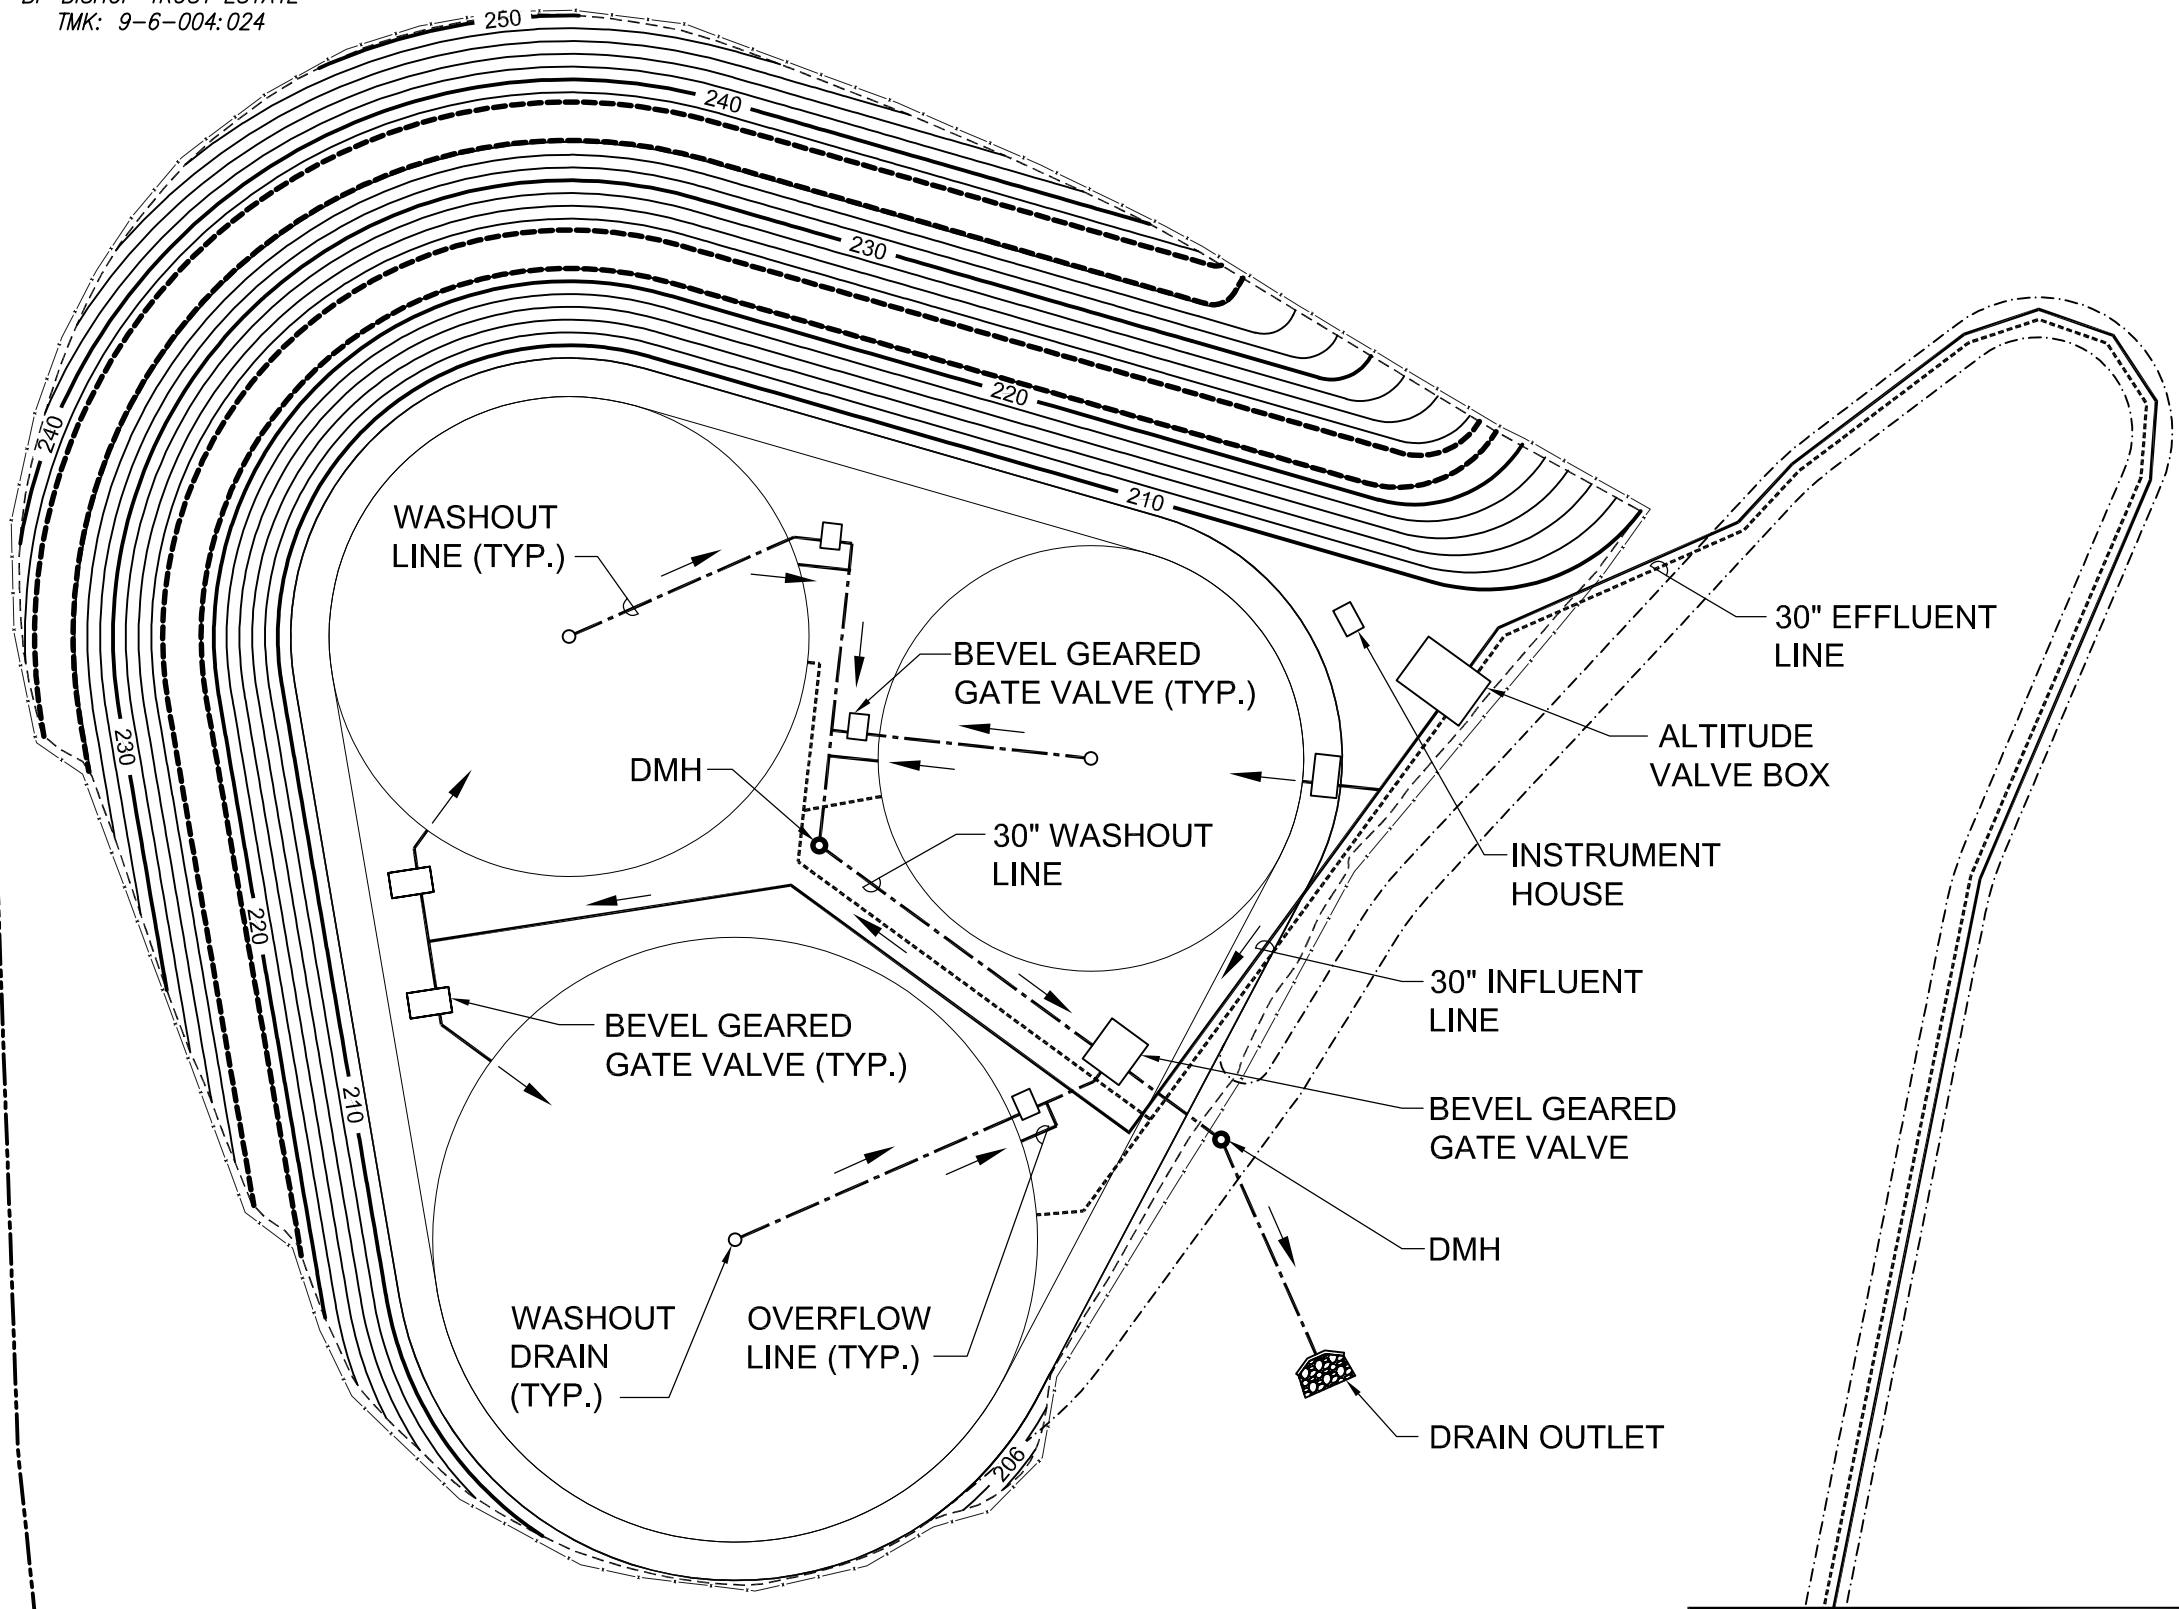 TMK: 9-6-004:024
250
240
240
230
220
210
WASHOUT
LINE (TYP.)
30" EFFLUENT
LINE
BEVEL GEARED
GATE VALVE (TYP.)
ALTITUDE
VALVE BOX
DMH
230
30" WASHOUT
LINE
INSTRUMENT
HOUSE
220
30" INFLUENT
LINE
BEVEL GEARED
GATE VALVE (TYP.)
210
BEVEL GEARED
GATE VALVE
DMH
WASHOUT
DRAIN
(TYP.)
OVERFLOW
LINE (TYP.)
DRAIN OUTLET
206